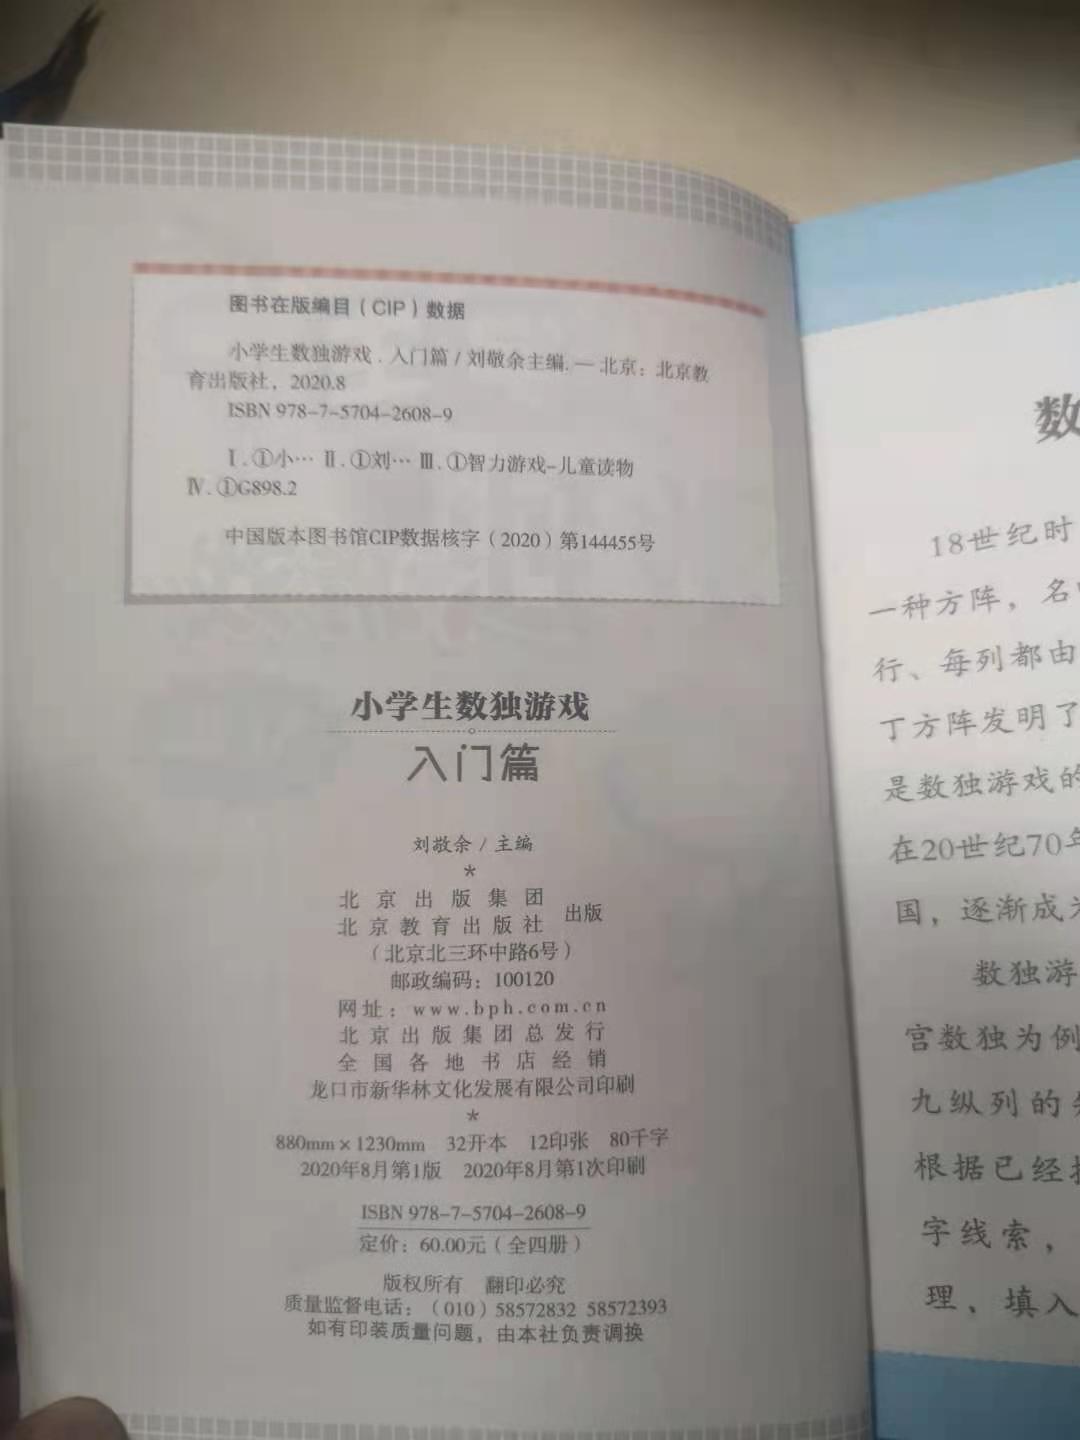 图书在版编目（CIP）数据
小学生数独游戏．入门篇 / 刘敬余主编. — 北京：北京教
育出版社，2020.8
ISBN 978-7-5704-2608-9
Ⅰ．①小… Ⅱ．①刘… Ⅲ．①智力游戏-儿童读物
Ⅳ．①G898.2
中国版本图书馆CIP数据核字（2020）第144455号
小学生数独游戏
入门篇
刘敬余 / 主编
*
北京出版集团
北京教育出版社 出版
（北京北三环中路6号）
邮政编码：100120
网址：www.bph.com.cn
北京出版集团总发行
全国各地书店经销
龙口市新华林文化发展有限公司印刷
*
880mm×1230mm 32开本 12印张 80千字
2020年8月第1版 2020年8月第1次印刷
ISBN 978-7-5704-2608-9
定价：60.00元（全四册）
版权所有 翻印必究
质量监督电话：（010）58572832 58572393
如有印装质量问题，由本社负责调换
数
18世纪时
一种方阵，名
行、每列都由
丁方阵发明了
是数独游戏的
在20世纪70年
国，逐渐成
数独游
宫数独为例
九纵列的
根据已经
字线索，
理、填入